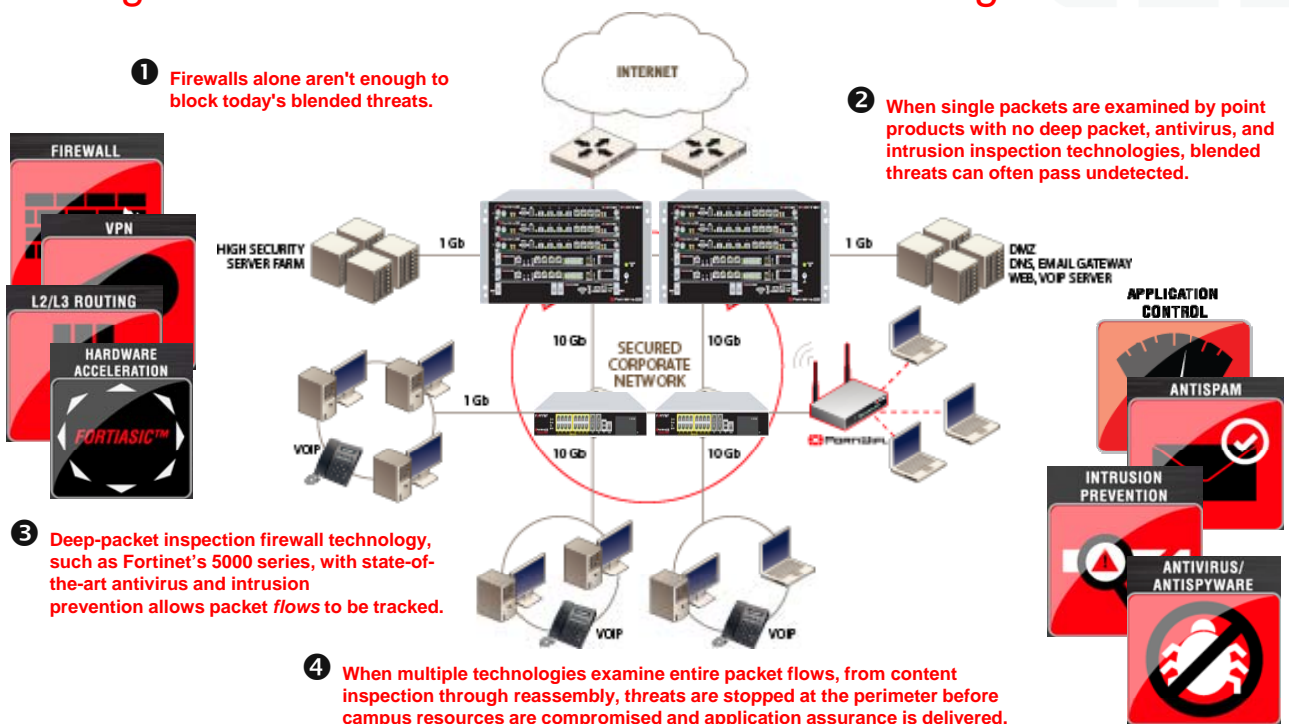 INTERNET
❶ Firewalls alone aren't enough to
block today's blended threats.
❷ When single packets are examined by point
products with no deep packet, antivirus, and
intrusion inspection technologies, blended
threats can often pass undetected.
FIREWALL
VPN
L2/L3 ROUTING
HARDWARE
ACCELERATION
FORTIASIC™
HIGH SECURITY
SERVER FARM
1 Gb
1 Gb
DMZ
DNS, EMAIL GATEWAY
WEB, VOIP SERVER
APPLICATION
CONTROL
ANTISPAM
INTRUSION
PREVENTION
ANTIVIRUS/
ANTISPYWARE
10 Gb
SECURED
CORPORATE
NETWORK
10 Gb
1 Gb
VOIP
10 Gb
10 Gb
VOIP
VOIP
❸ Deep-packet inspection firewall technology,
such as Fortinet’s 5000 series, with state-of-
the-art antivirus and intrusion
prevention allows packet flows to be tracked.
❹ When multiple technologies examine entire packet flows, from content
inspection through reassembly, threats are stopped at the perimeter before
campus resources are compromised and application assurance is delivered.